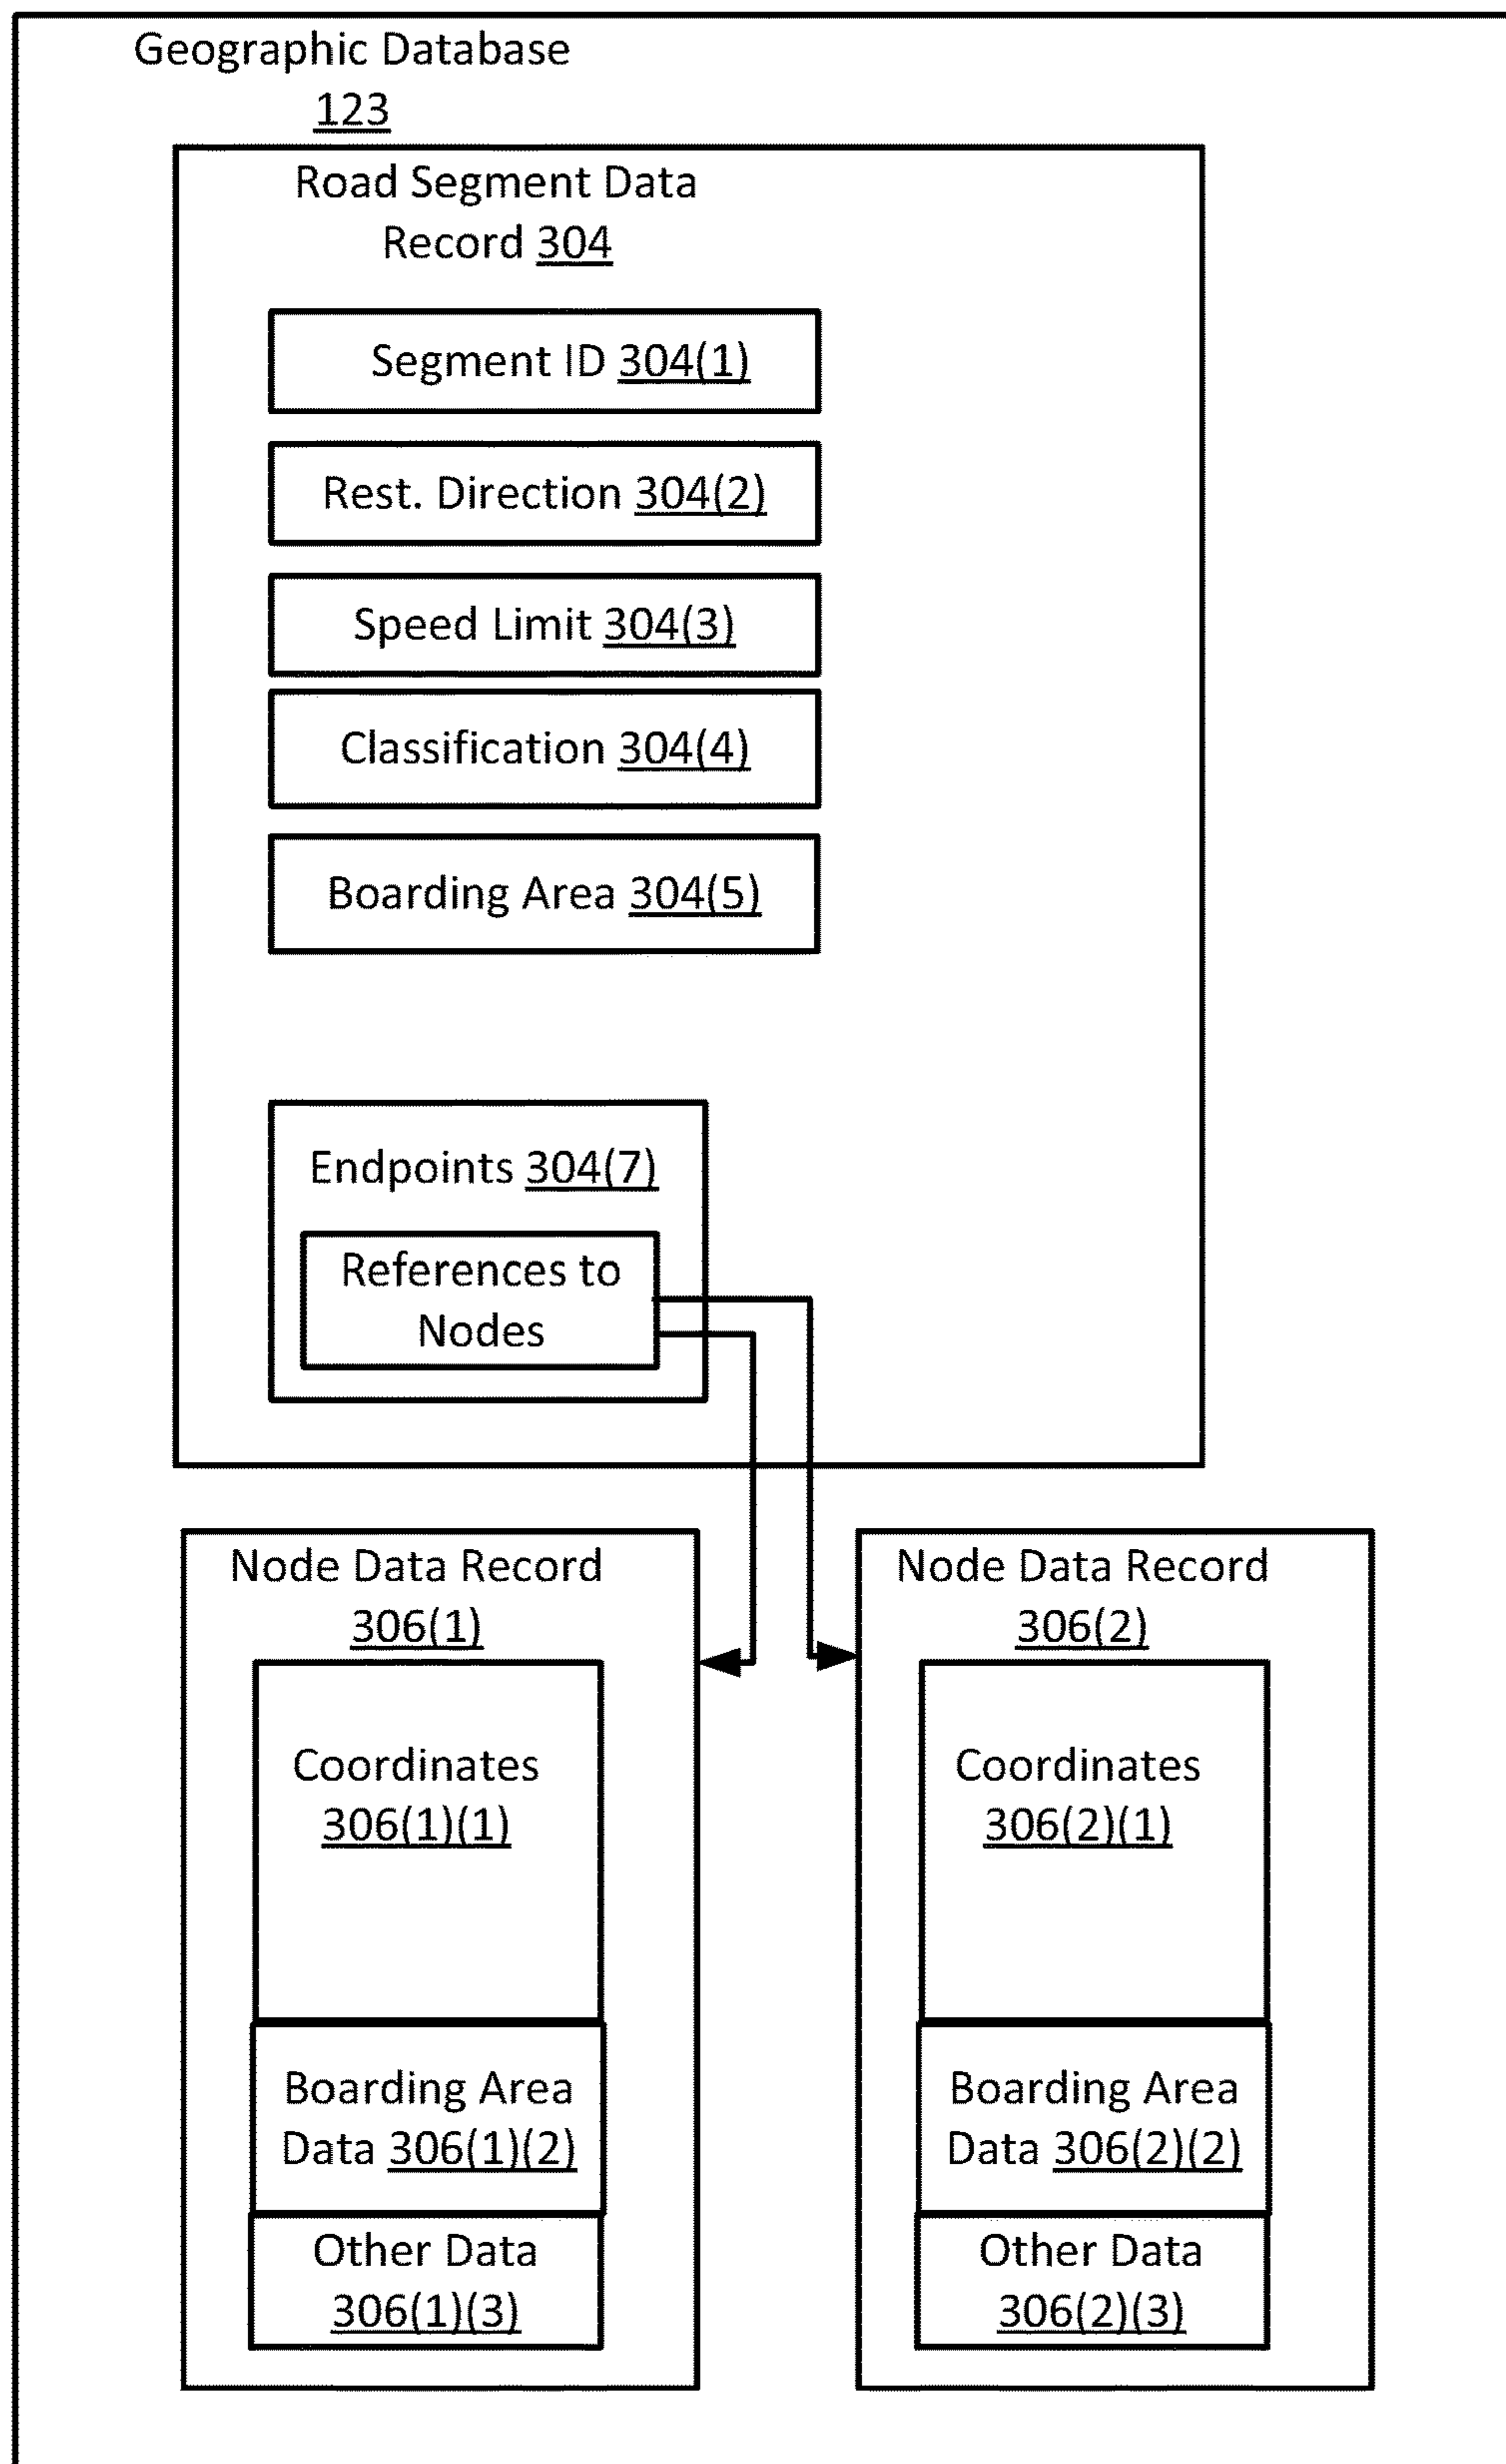 Geographic Database
123
Road Segment Data
Record 304
Segment ID 304(1)
Rest. Direction 304(2)
Speed Limit 304(3)
Classification 304(4)
Boarding Area 304(5)
Endpoints 304(7)
References to
Nodes
Node Data Record
306(1)
Coordinates
306(1)(1)
Boarding Area
Data 306(1)(2)
Other Data
306(1)(3)
Node Data Record
306(2)
Coordinates
306(2)(1)
Boarding Area
Data 306(2)(2)
Other Data
306(2)(3)